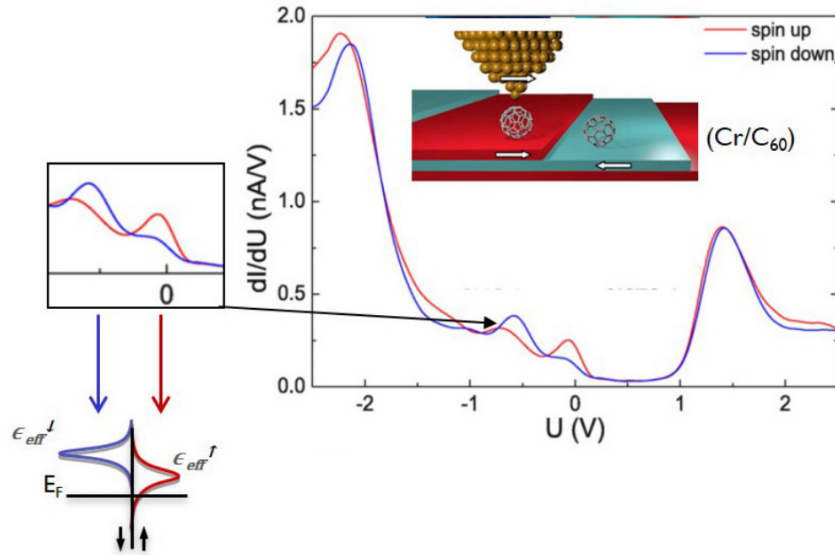 2.0
1.5
1.0
0.5
0.0
dI/dU (nA/V)
spin up
spin down
(Cr/C60)
-2
-1
0
1
2
U (V)
0
ϵeff↓
ϵeff↑
EF